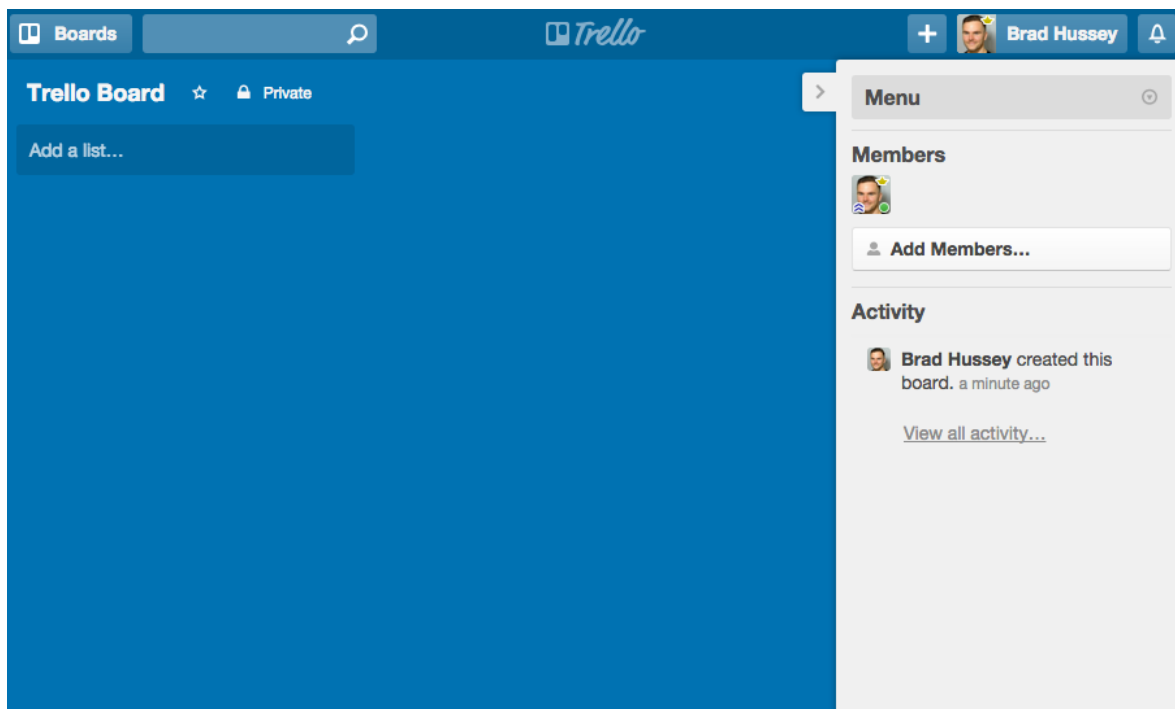 Boards
Trello
Brad Hussey
Trello Board
Private
Add a list...
Menu
Members
Add Members...
Activity
Brad Hussey created this
board. a minute ago
View all activity...